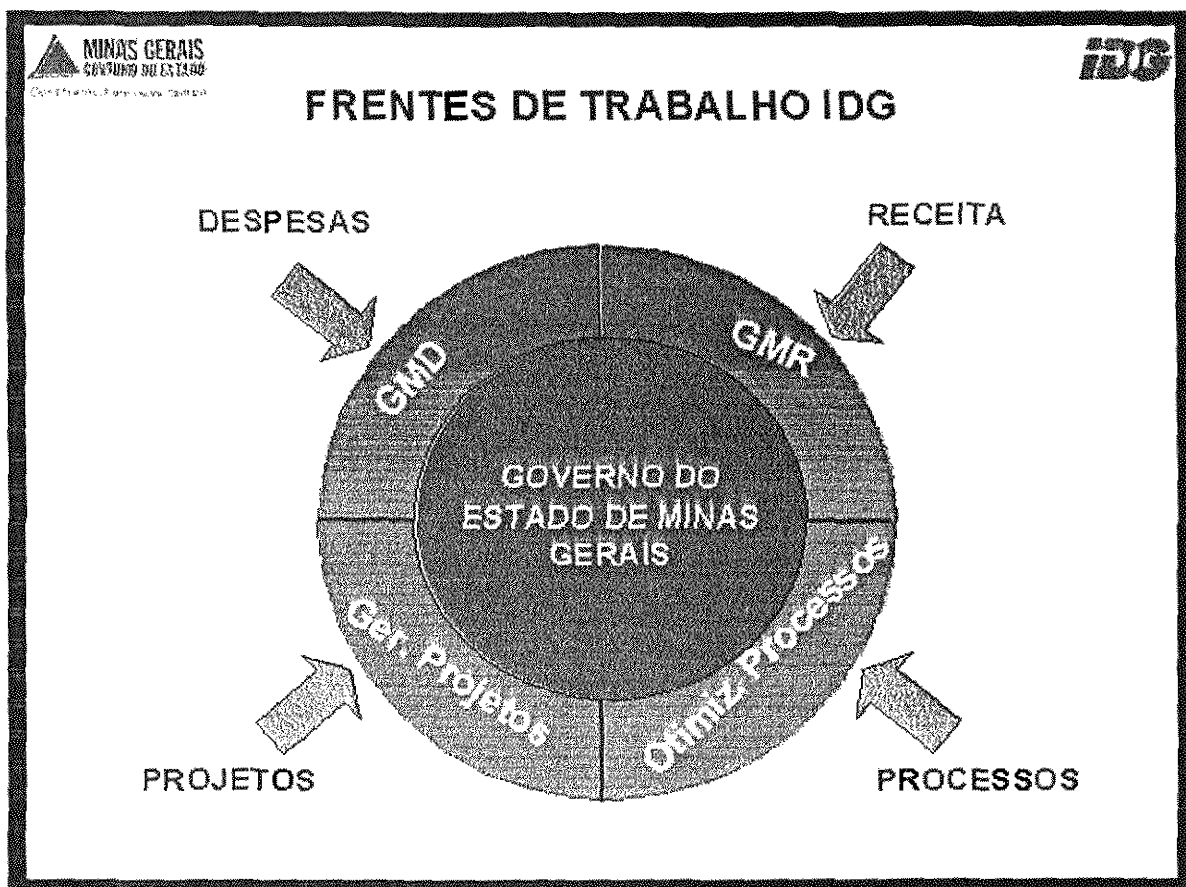 MINAS GERAIS
GOVERNO DO ESTADO
IDG
FRENTES DE TRABALHO IDG
DESPESAS
RECEITA
GMD
GMR
GOVERNO DO
ESTADO DE MINAS
GERAIS
Ger. Projetos
Otimiz. Processos
PROJETOS
PROCESSOS